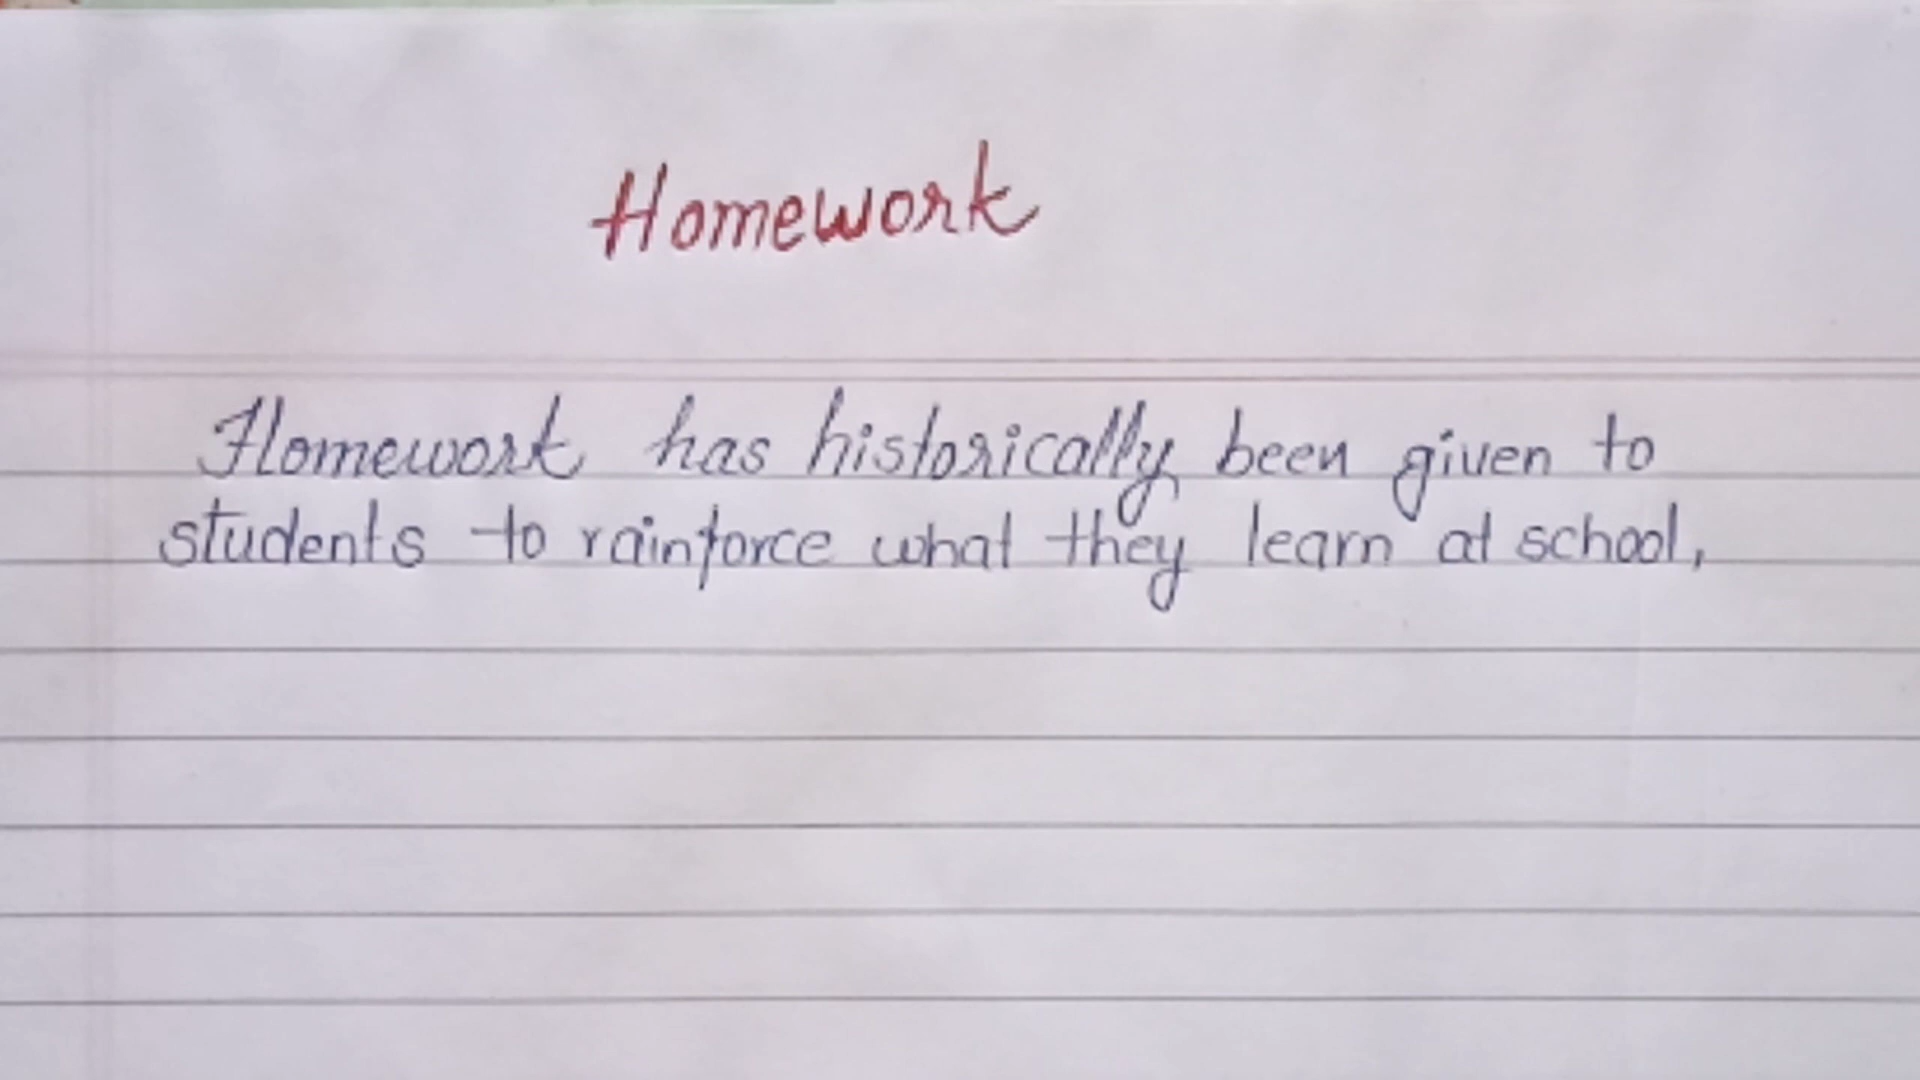 Homework
Homework has historically been given to
students to rainforce what they learn at school,